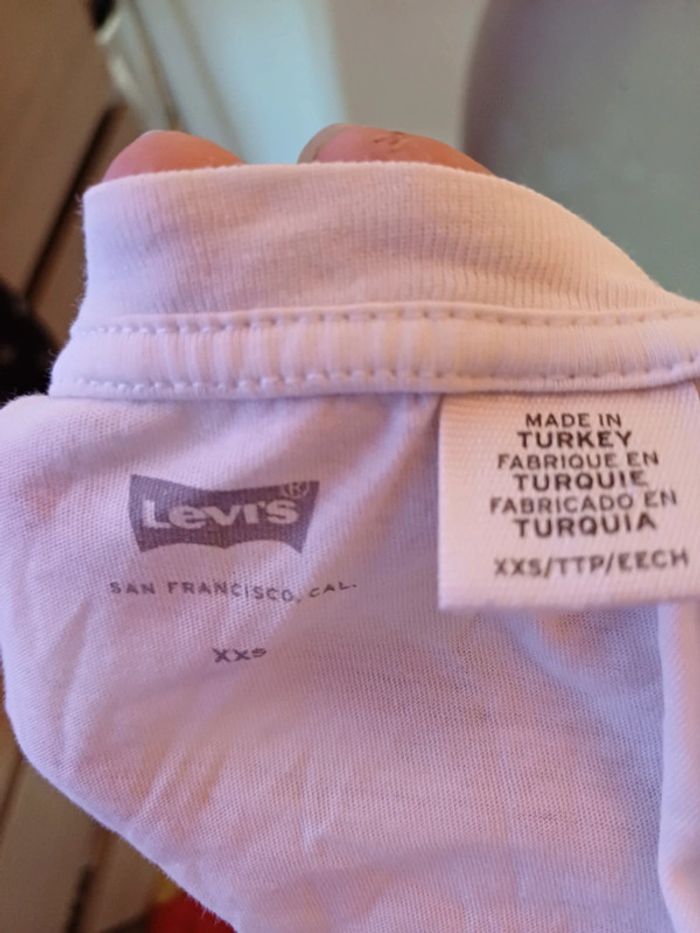 Levi's®
SAN FRANCISCO, CAL.
XXS
MADE IN
TURKEY
FABRIQUE EN
TURQUIE
FABRICADO EN
TURQUIA
XXS/TTP/EECH